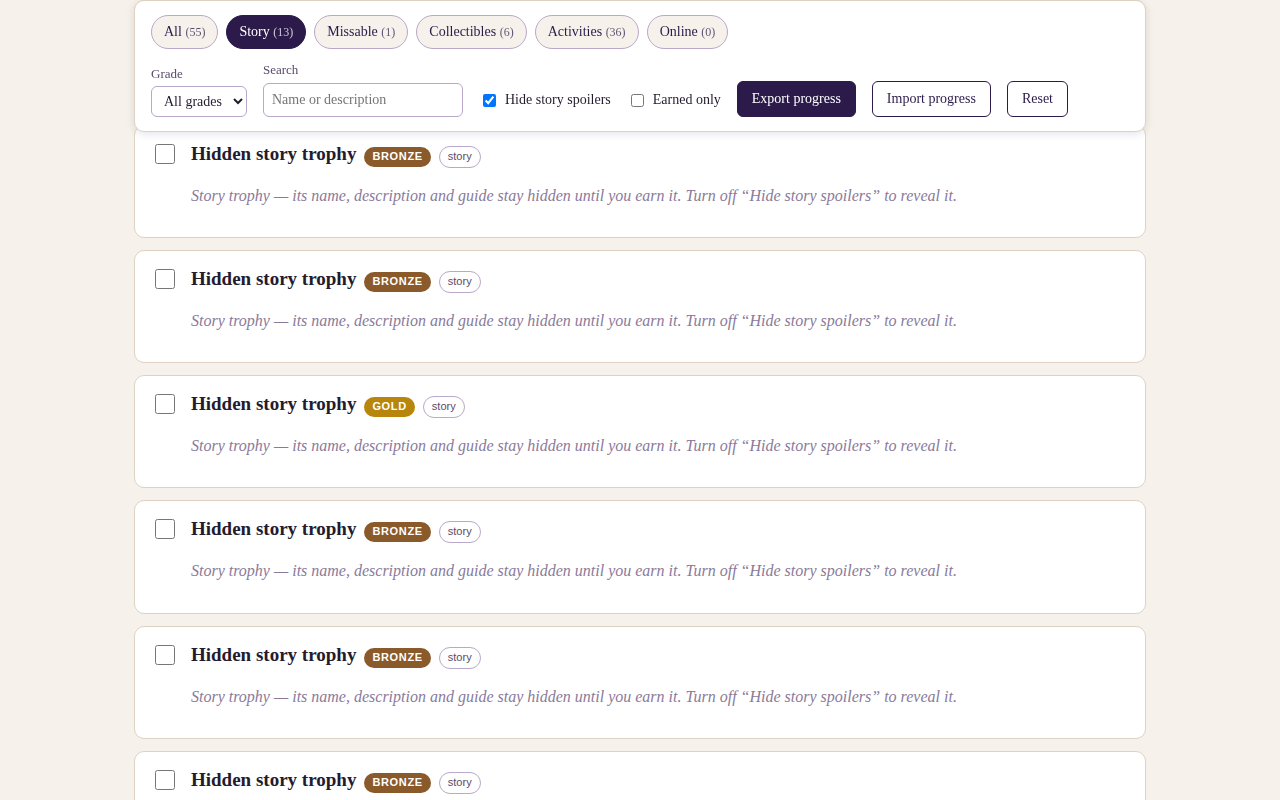 All (55) Story (13) Missable (1) Collectibles (6) Activities (36) Online (0)
Grade Search
All grades Name or description Hide story spoilers Earned only Export progress Import progress Reset
Hidden story trophy BRONZE story
Story trophy — its name, description and guide stay hidden until you earn it. Turn off “Hide story spoilers” to reveal it.
Hidden story trophy BRONZE story
Story trophy — its name, description and guide stay hidden until you earn it. Turn off “Hide story spoilers” to reveal it.
Hidden story trophy GOLD story
Story trophy — its name, description and guide stay hidden until you earn it. Turn off “Hide story spoilers” to reveal it.
Hidden story trophy BRONZE story
Story trophy — its name, description and guide stay hidden until you earn it. Turn off “Hide story spoilers” to reveal it.
Hidden story trophy BRONZE story
Story trophy — its name, description and guide stay hidden until you earn it. Turn off “Hide story spoilers” to reveal it.
Hidden story trophy BRONZE story